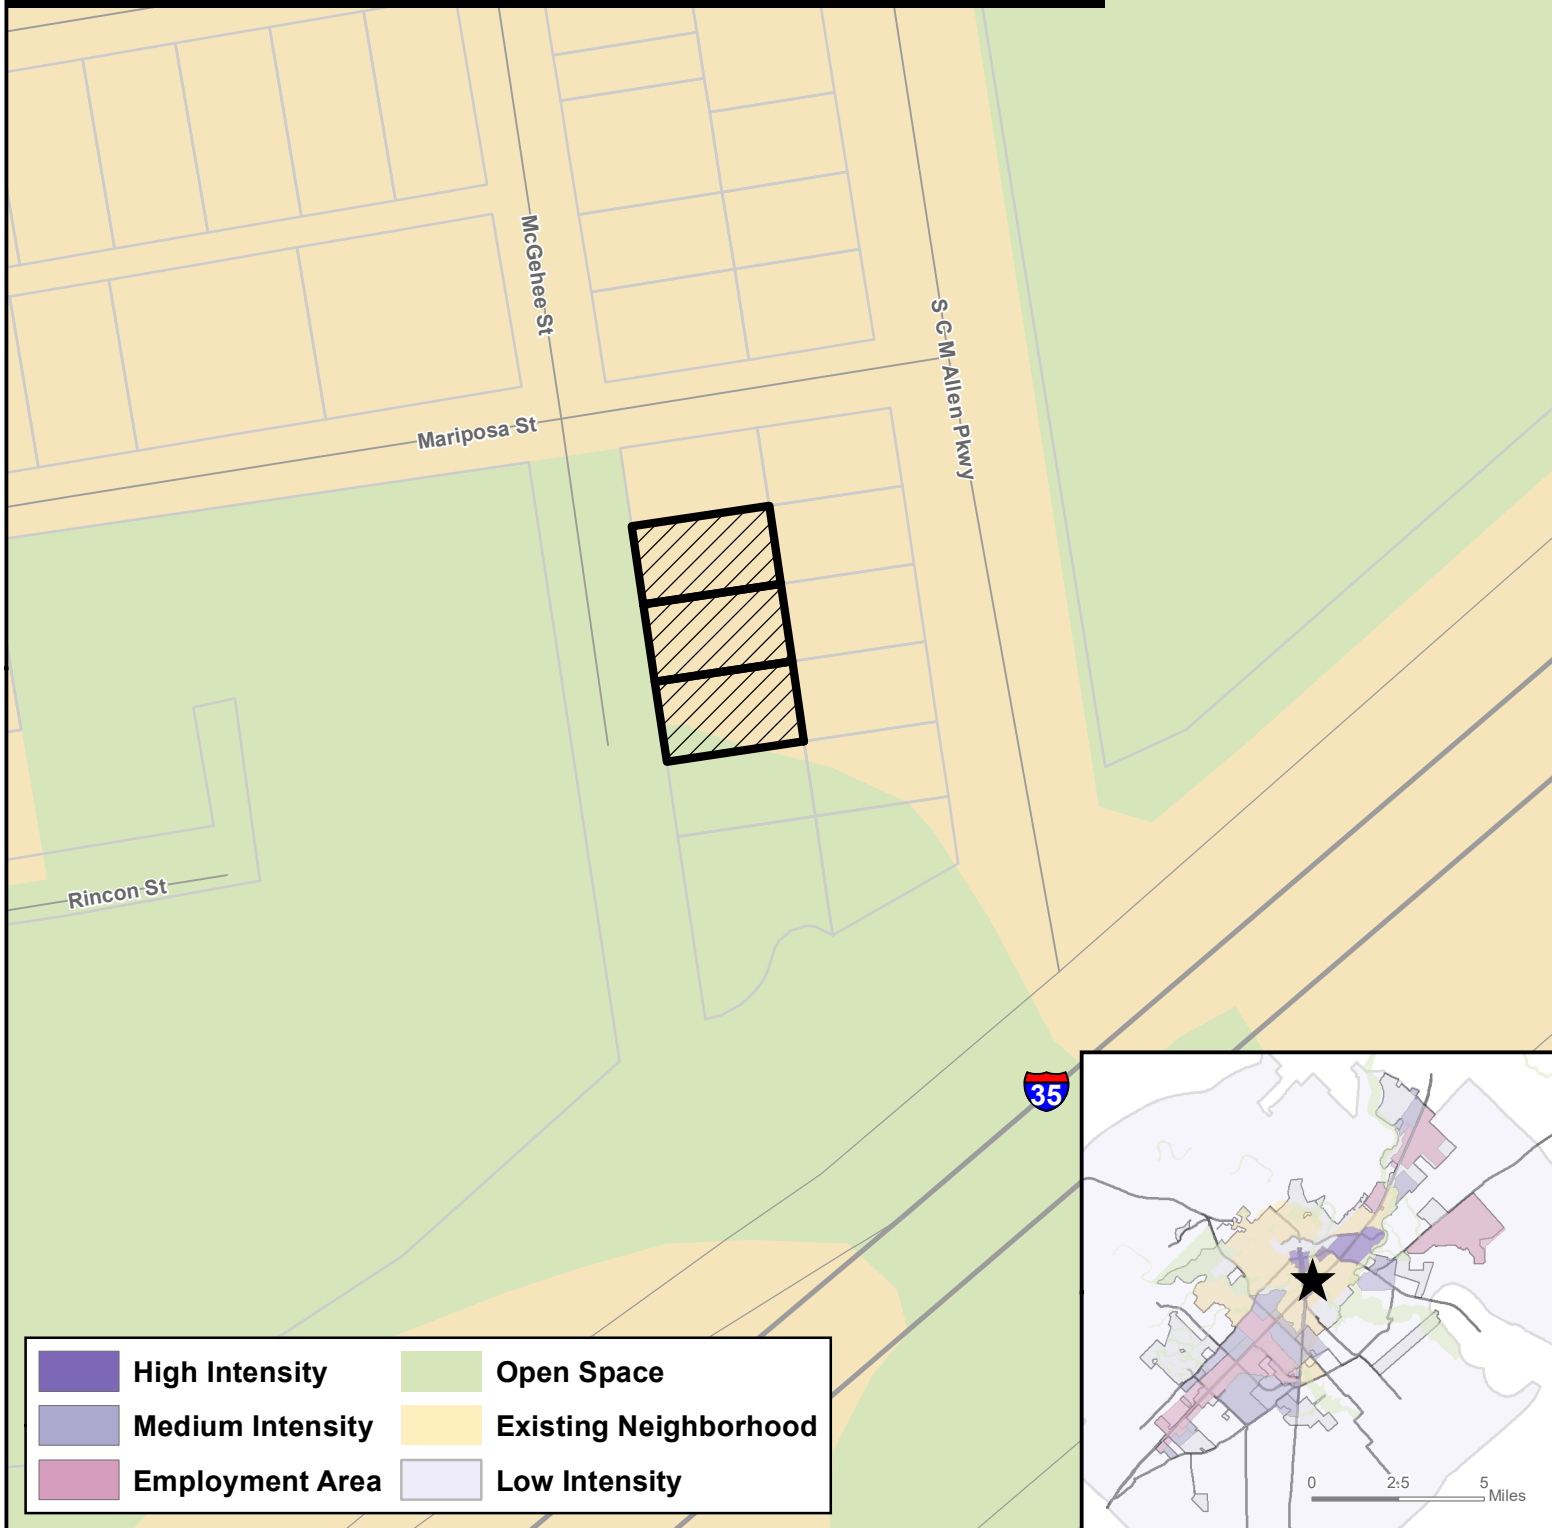 McGehee St
S C M Allen Pkwy
Mariposa St
Rincon St
35
High Intensity
Medium Intensity
Employment Area
Open Space
Existing Neighborhood
Low Intensity
0 2.5 5
Miles